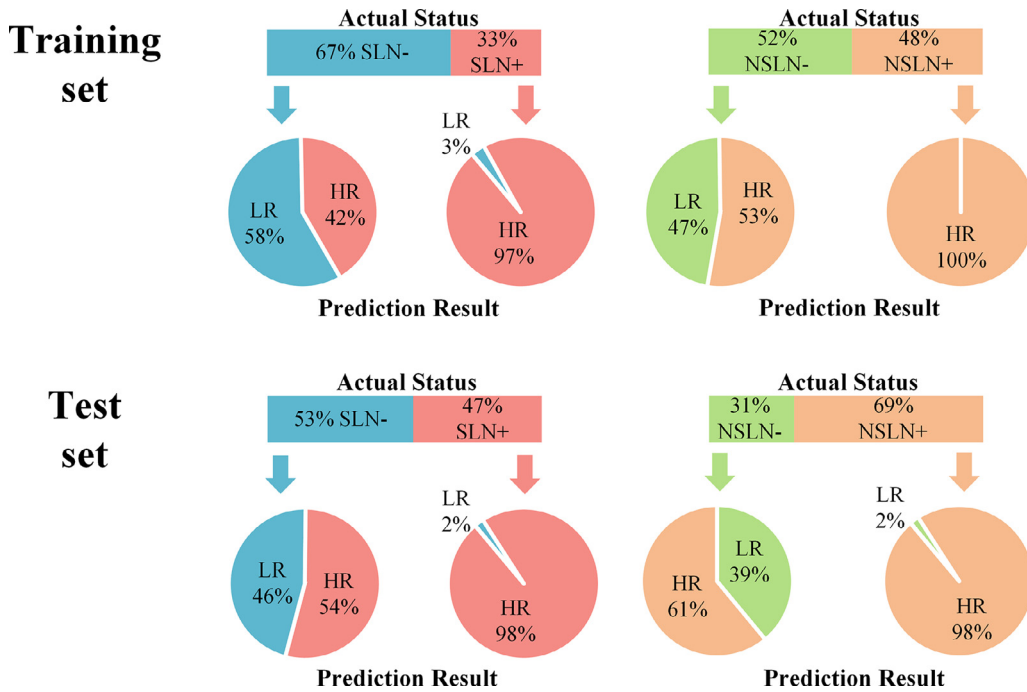 Training
set
Actual Status
67% SLN-
33%
SLN+
LR
58%
HR
42%
LR
3%
HR
97%
Prediction Result
Actual Status
52%
NSLN-
48%
NSLN+
LR
47%
HR
53%
HR
100%
Prediction Result
Test
set
Actual Status
53% SLN-
47%
SLN+
LR
46%
HR
54%
LR
2%
HR
98%
Prediction Result
Actual Status
31%
NSLN-
69%
NSLN+
HR
61%
LR
39%
LR
2%
HR
98%
Prediction Result